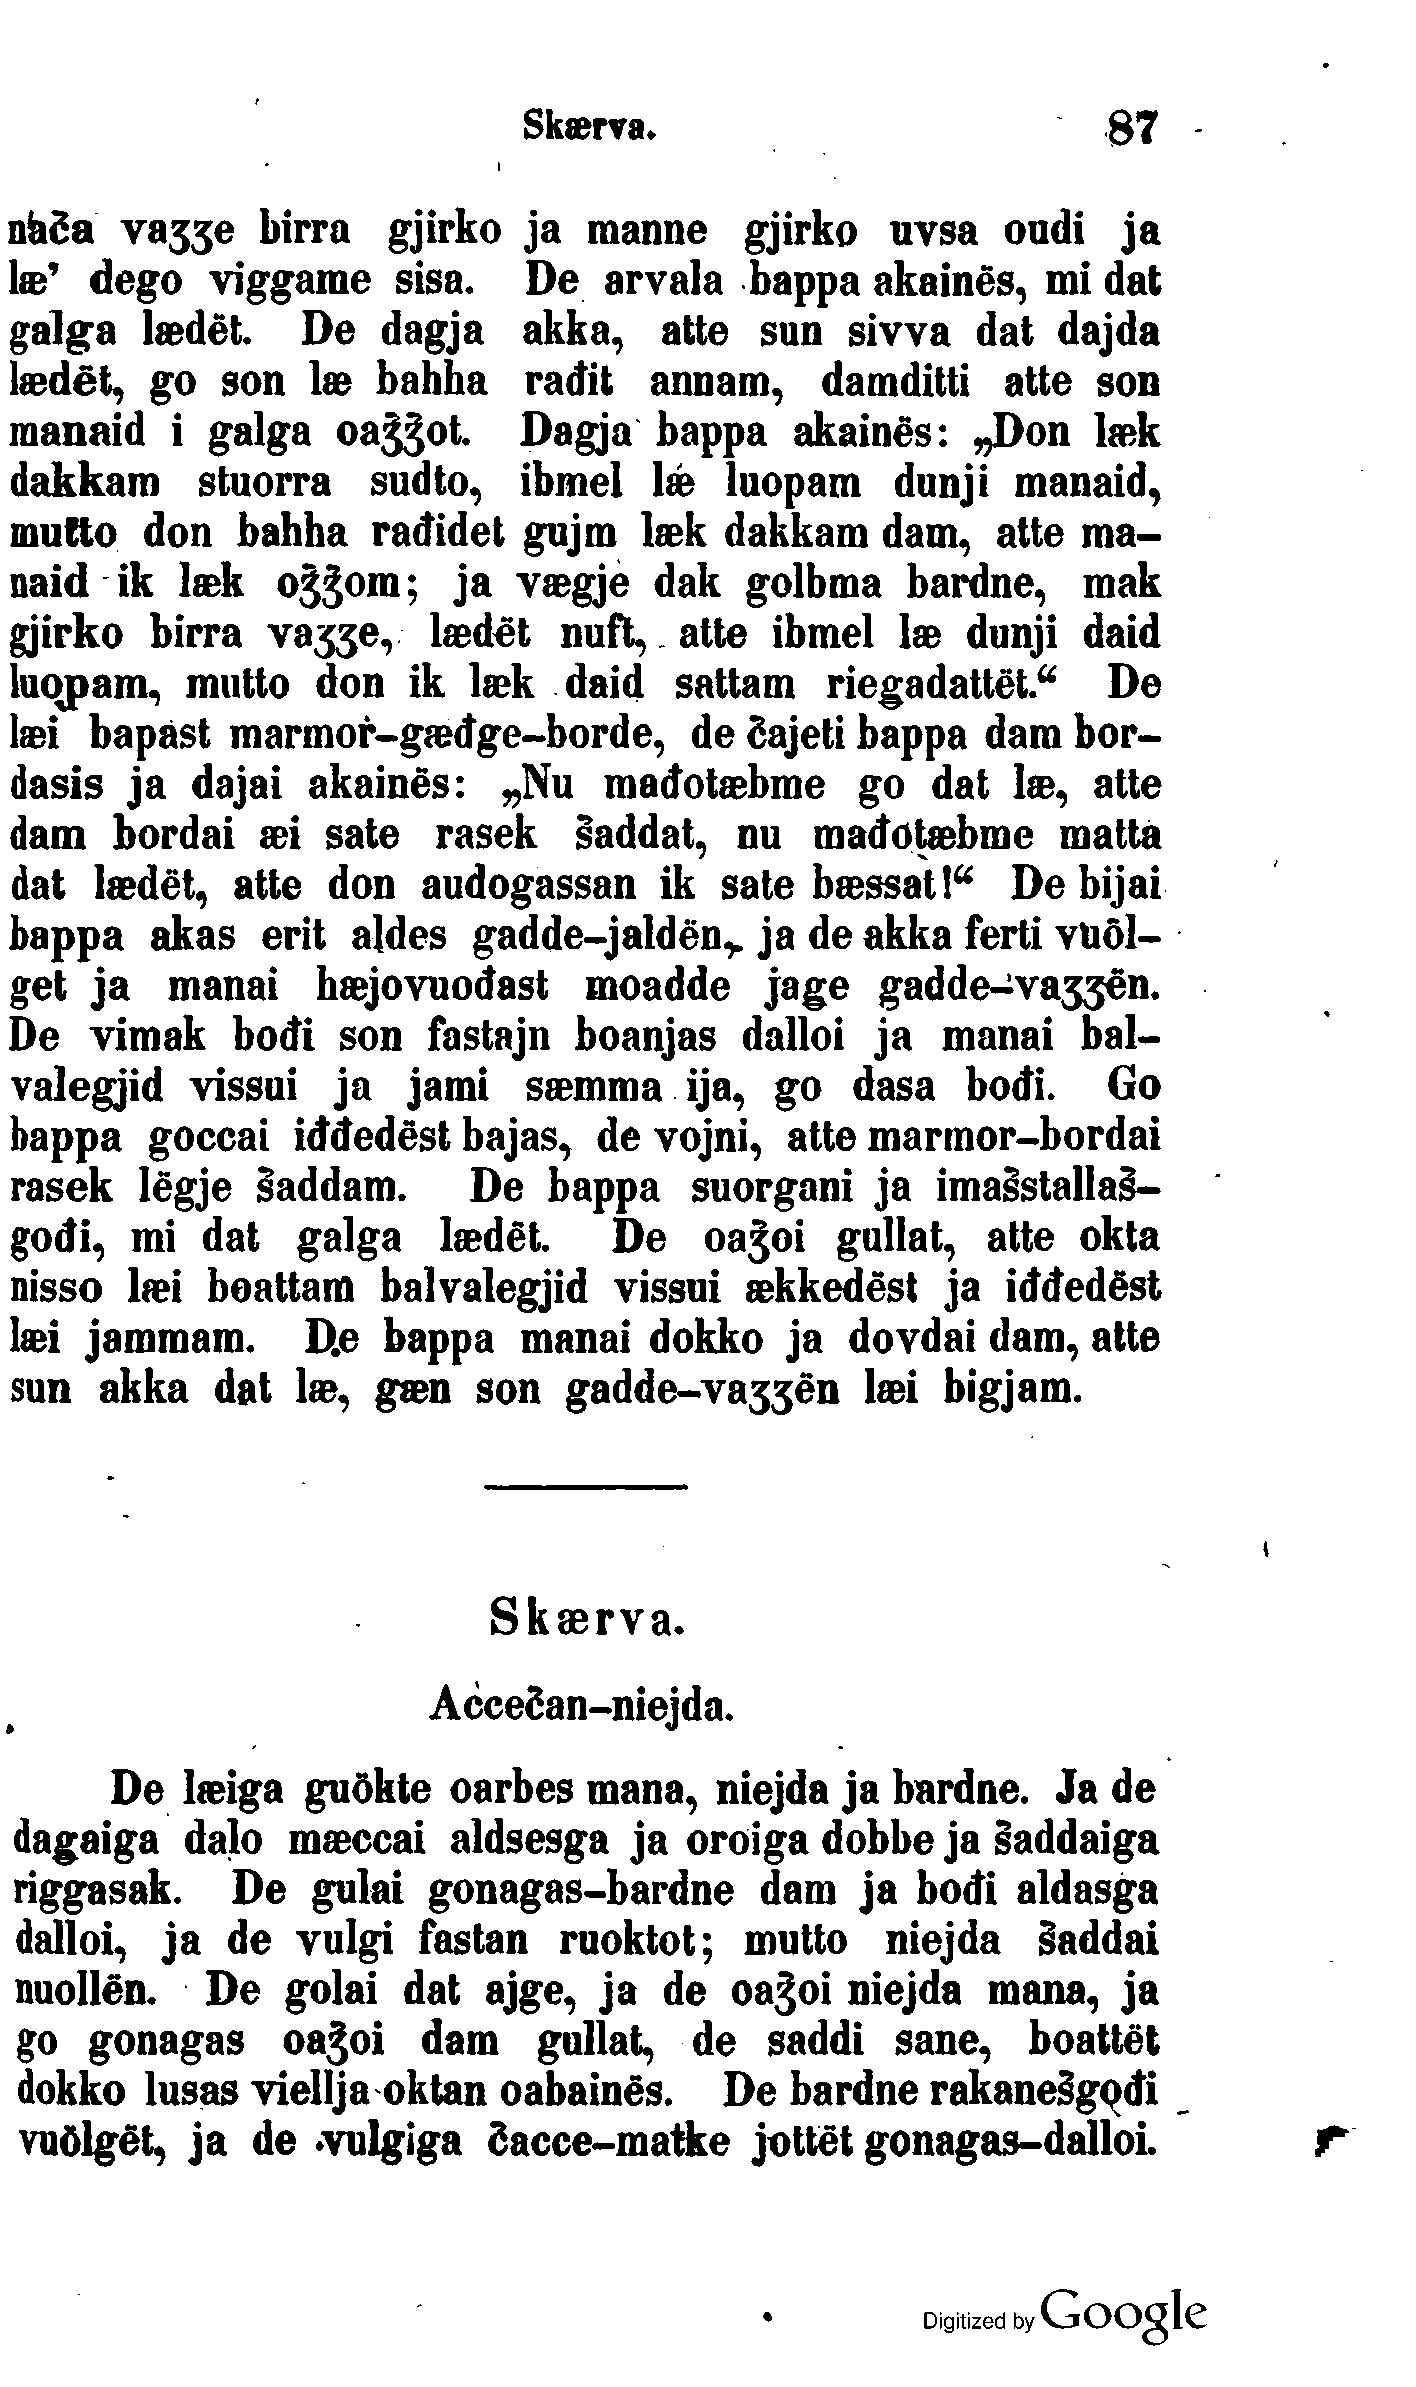 Skærva. 87
nača vaʒʒe birra gjirko ja manne gjirko uvsa oudi ja
læ’ dego viggame sisa. De arvala bappa akainës, mi dat
galga lædët. De dagja akka, atte sun sivva dat dajda
lædët, go son læ bahha rađit annam, damditti atte son
manaid i galga oaǯǯot. Dagja bappa akainës: „Don læk
dakkam stuorra sudto, ibmel læ luopam dunji manaid,
mutto don bahha rađidet gujm læk dakkam dam, atte ma–
naid ik læk oǯǯom; ja vægje dak golbma bardne, mak
gjirko birra vaʒʒe, lædët nuft, atte ibmel læ dunji daid
luopam, mutto don ik læk daid sattam riegadattët.“ De
læi bapast marmor–gæđge–borde, de čajeti bappa dam bor–
dasis ja dajai akainës: „Nu mađotæbme go dat læ, atte
dam bordai æi sate rasek šaddat, nu mađotæbme matta
dat lædët, atte don audogassan ik sate bæssat!“ De bijai
bappa akas erit aldes gadde–jaldën, ja de akka ferti vuöl–
get ja manai hæjovuođast moadde jage gadde–vaʒʒën.
De vimak bođi son fastajn boanjas dalloi ja manai bal–
valegjid vissui ja jami sæmma ija, go dasa bođi. Go
bappa goccai iđđedëst bajas, de vojni, atte marmor–bordai
rasek lëgje šaddam. De bappa suorgani ja imašstallaš–
gođi, mi dat galga lædët. De oaǯoi gullat, atte okta
nisso læi boattam balvalegjid vissui ækkedëst ja iđđedëst
læi jammam. De bappa manai dokko ja dovdai dam, atte
sun akka dat læ, gæn son gadde–vaʒʒën læi bigjam.
Skærva.
Accečan–niejda.
De læiga guökte oarbes mana, niejda ja bardne. Ja de
dagaiga dalo mæccai aldsesga ja oroiga dobbe ja šaddaiga
riggasak. De gulai gonagas–bardne dam ja bođi aldasga
dalloi, ja de vulgi fastan ruoktot; mutto niejda šaddai
nuollën. De golai dat ajge, ja de oaǯoi niejda mana, ja
go gonagas oaǯoi dam gullat, de saddi sane, boattët
dokko lusas viellja oktan oabainës. De bardne rakanešgođi
vuölgët, ja de vulgiga čacce–matke jottët gonagas–dalloi.
Digitized by Google